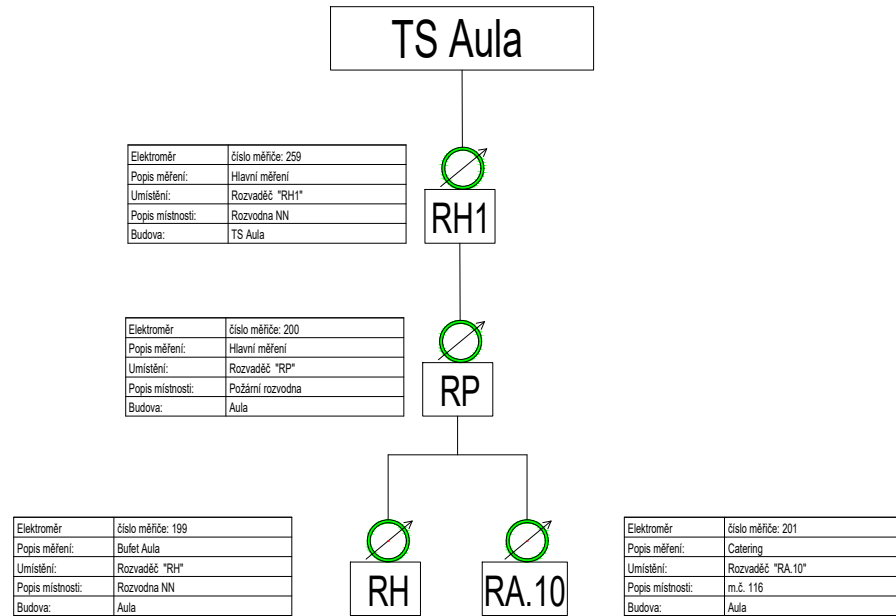 TS Aula
Elektroměr číslo měřiče: 259
Popis měření: Hlavní měření
Umístění: Rozvaděč "RH1"
Popis místnosti: Rozvodna NN
Budova: TS Aula
RH1
Elektroměr číslo měřiče: 200
Popis měření: Hlavní měření
Umístění: Rozvaděč "RP"
Popis místnosti: Požární rozvodna
Budova: Aula
RP
Elektroměr číslo měřiče: 199
Popis měření: Bufet Aula
Umístění: Rozvaděč "RH"
Popis místnosti: Rozvodna NN
Budova: Aula
RH
RA.10
Elektroměr číslo měřiče: 201
Popis měření: Catering
Umístění: Rozvaděč "RA.10"
Popis místnosti: m.č. 116
Budova: Aula